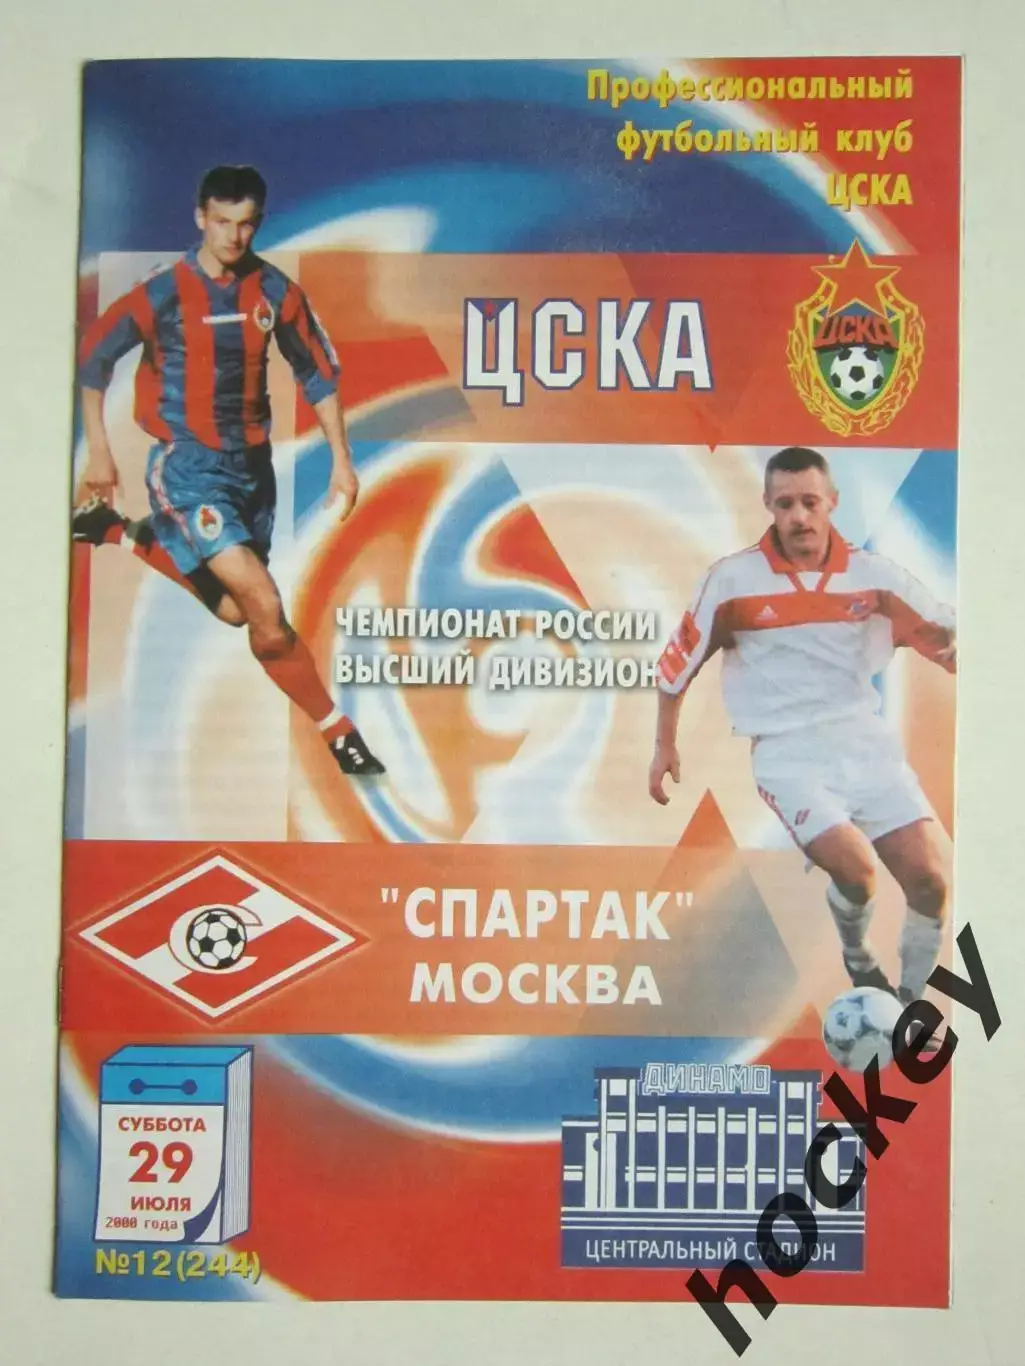 Профессиональный
футбольный клуб
ЦСКА
ЦСКА
ЦСКА
ЧЕМПИОНАТ РОССИИ
ВЫСШИЙ ДИВИЗИОН
"СПАРТАК"
МОСКВА
С
СУББОТА
29
ИЮЛЯ
2000 года
№12(244)
ДИНАМО
ЦЕНТРАЛЬНЫЙ СТАДИОН
hockey